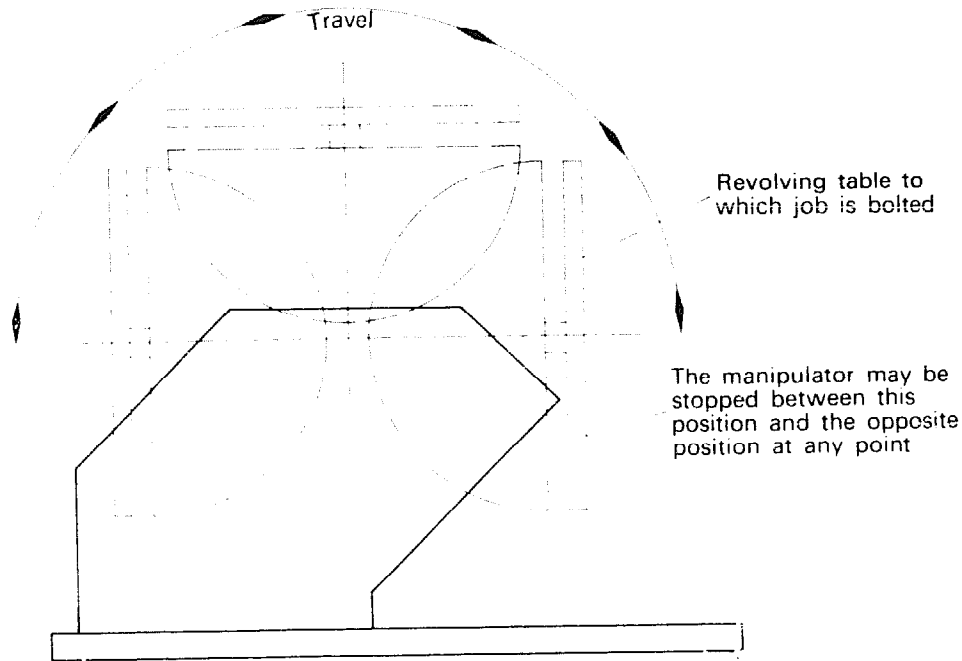 Travel
Revolving table to
which job is bolted
The manipulator may be
stopped between this
position and the opposite
position at any point